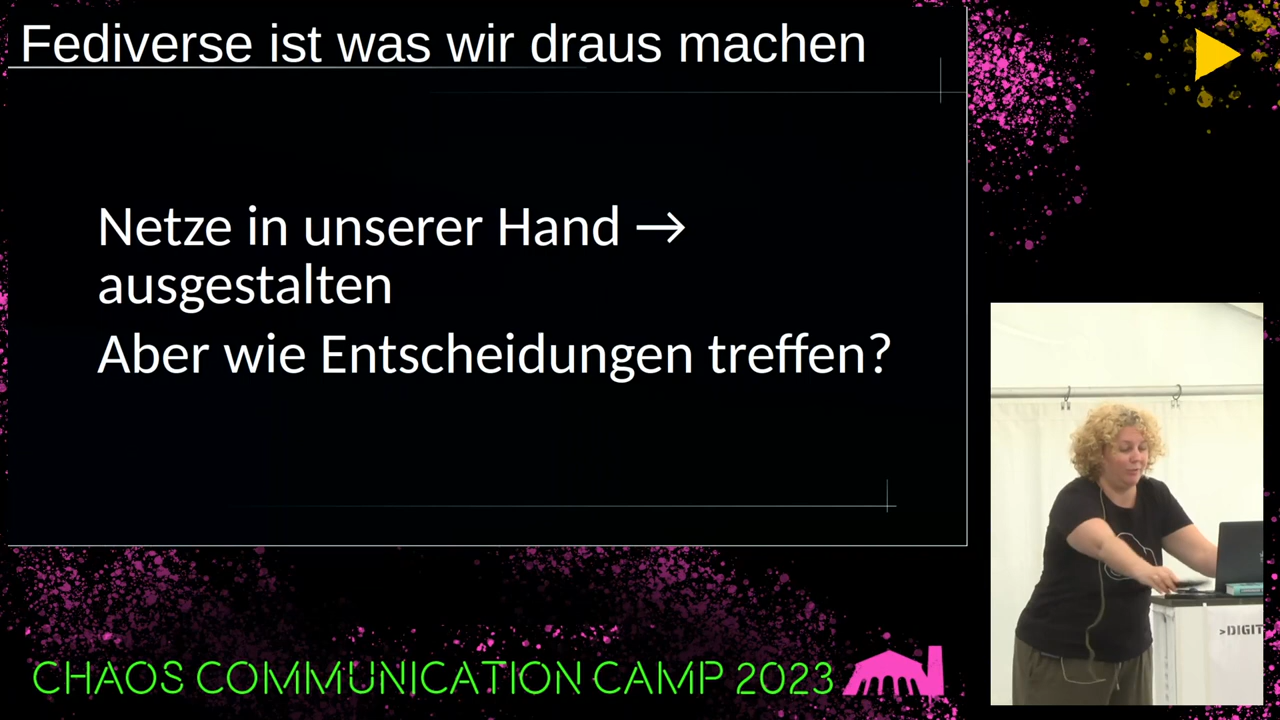 Fediverse ist was wir draus machen
Netze in unserer Hand →
ausgestalten
Aber wie Entscheidungen treffen?
>DIGIT
CHAOS COMMUNICATION CAMP 2023